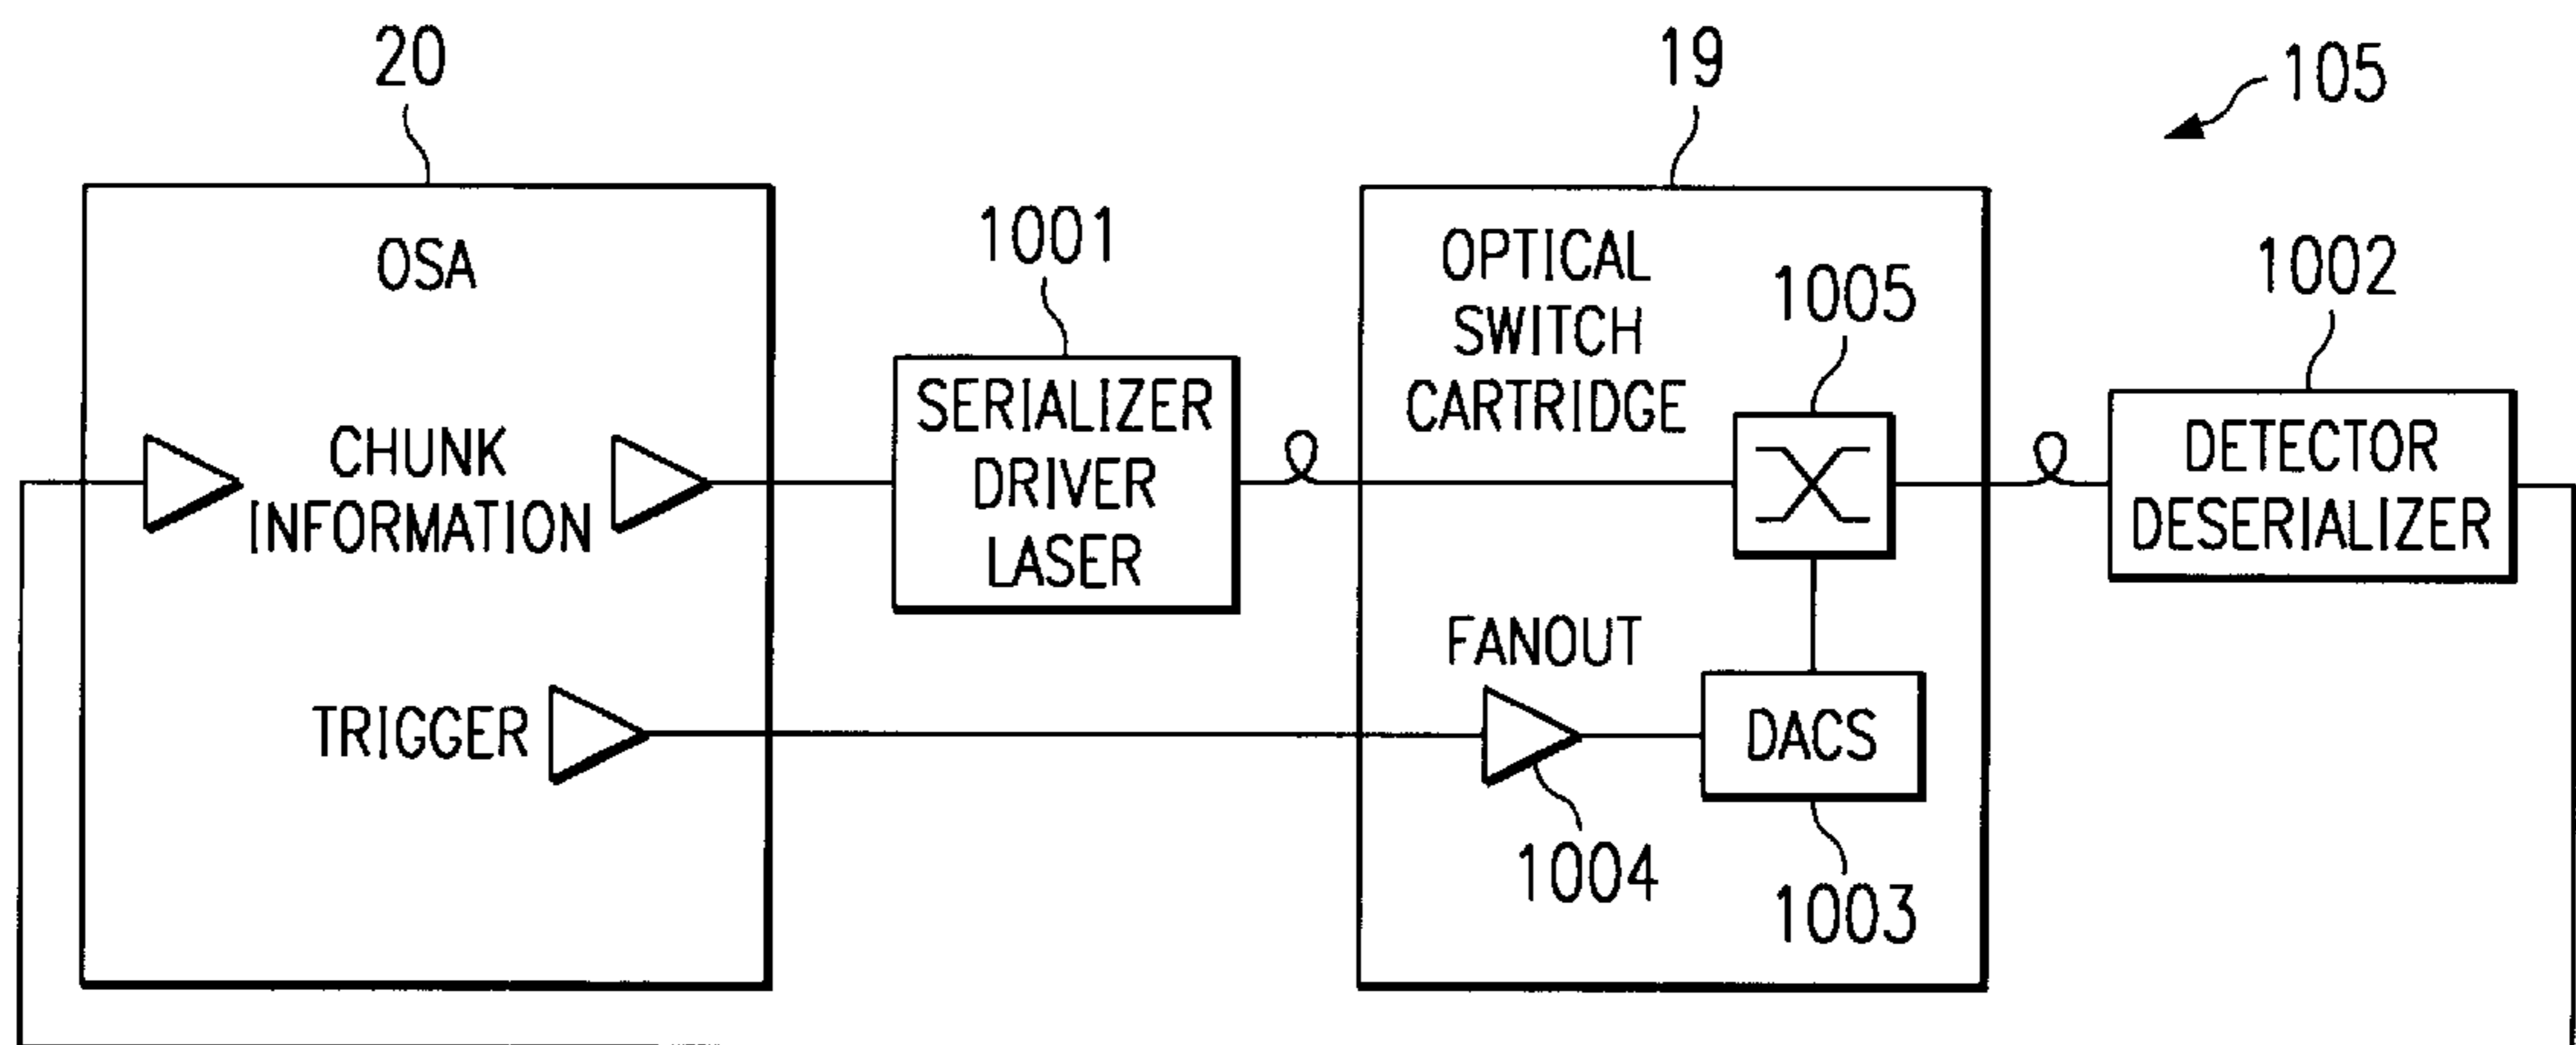 20
19
105
1001
OSA
OPTICAL
SWITCH
CARTRIDGE
1005
1002
SERIALIZER
DRIVER
LASER
CHUNK
INFORMATION
DETECTOR
DESERIALIZER
FANOUT
TRIGGER
DACS
1004
1003